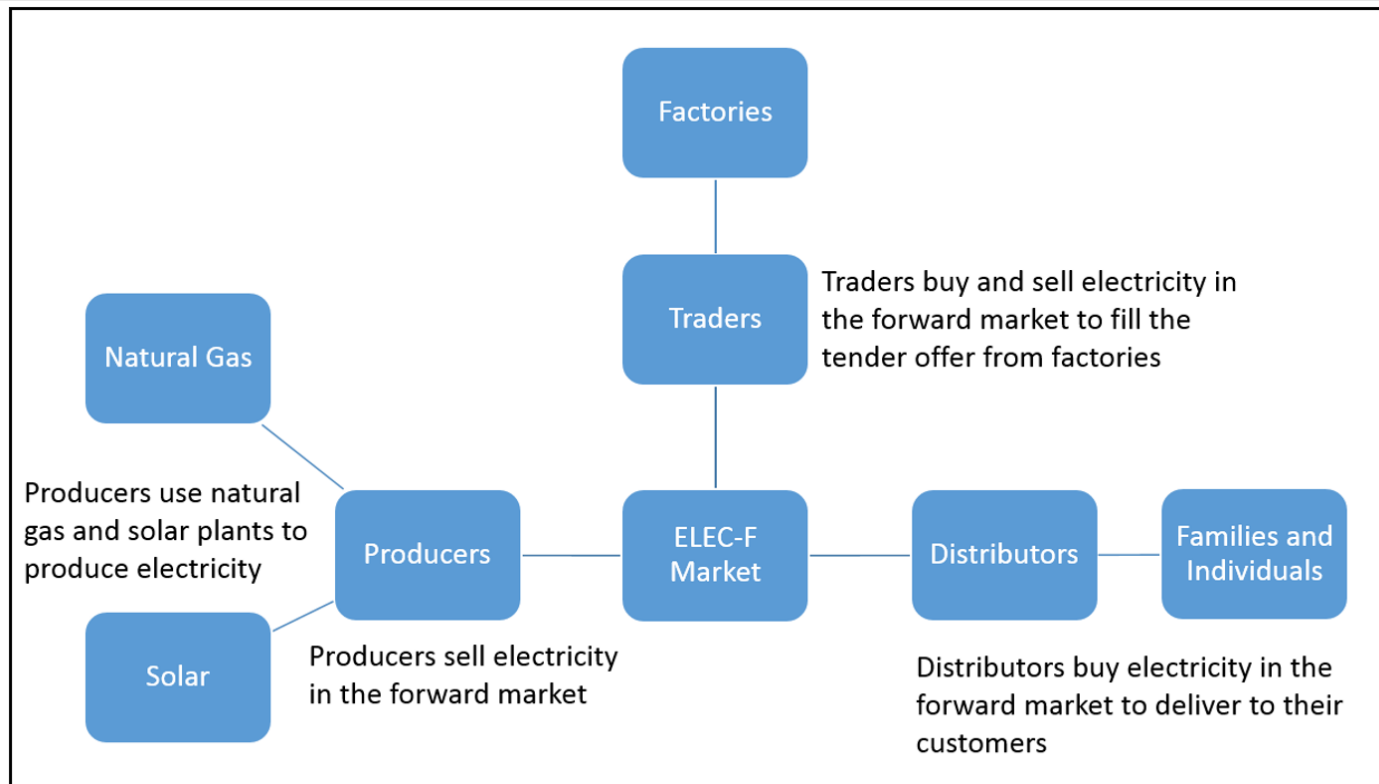 Factories
Traders
Traders buy and sell electricity in
the forward market to fill the
tender offer from factories
Natural Gas
Producers use natural
gas and solar plants to
produce electricity
Producers
ELEC-F
Market
Distributors
Families and
Individuals
Solar
Producers sell electricity
in the forward market
Distributors buy electricity in the
forward market to deliver to their
customers